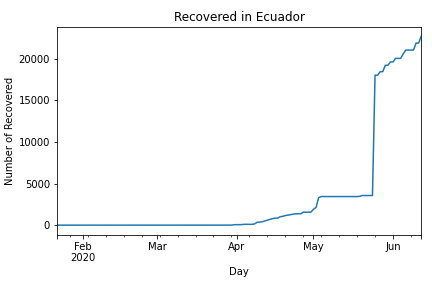 Recovered in Ecuador
Number of Recovered
20000
15000
10000
5000
0
Feb Mar Apr May Jun
2020
Day